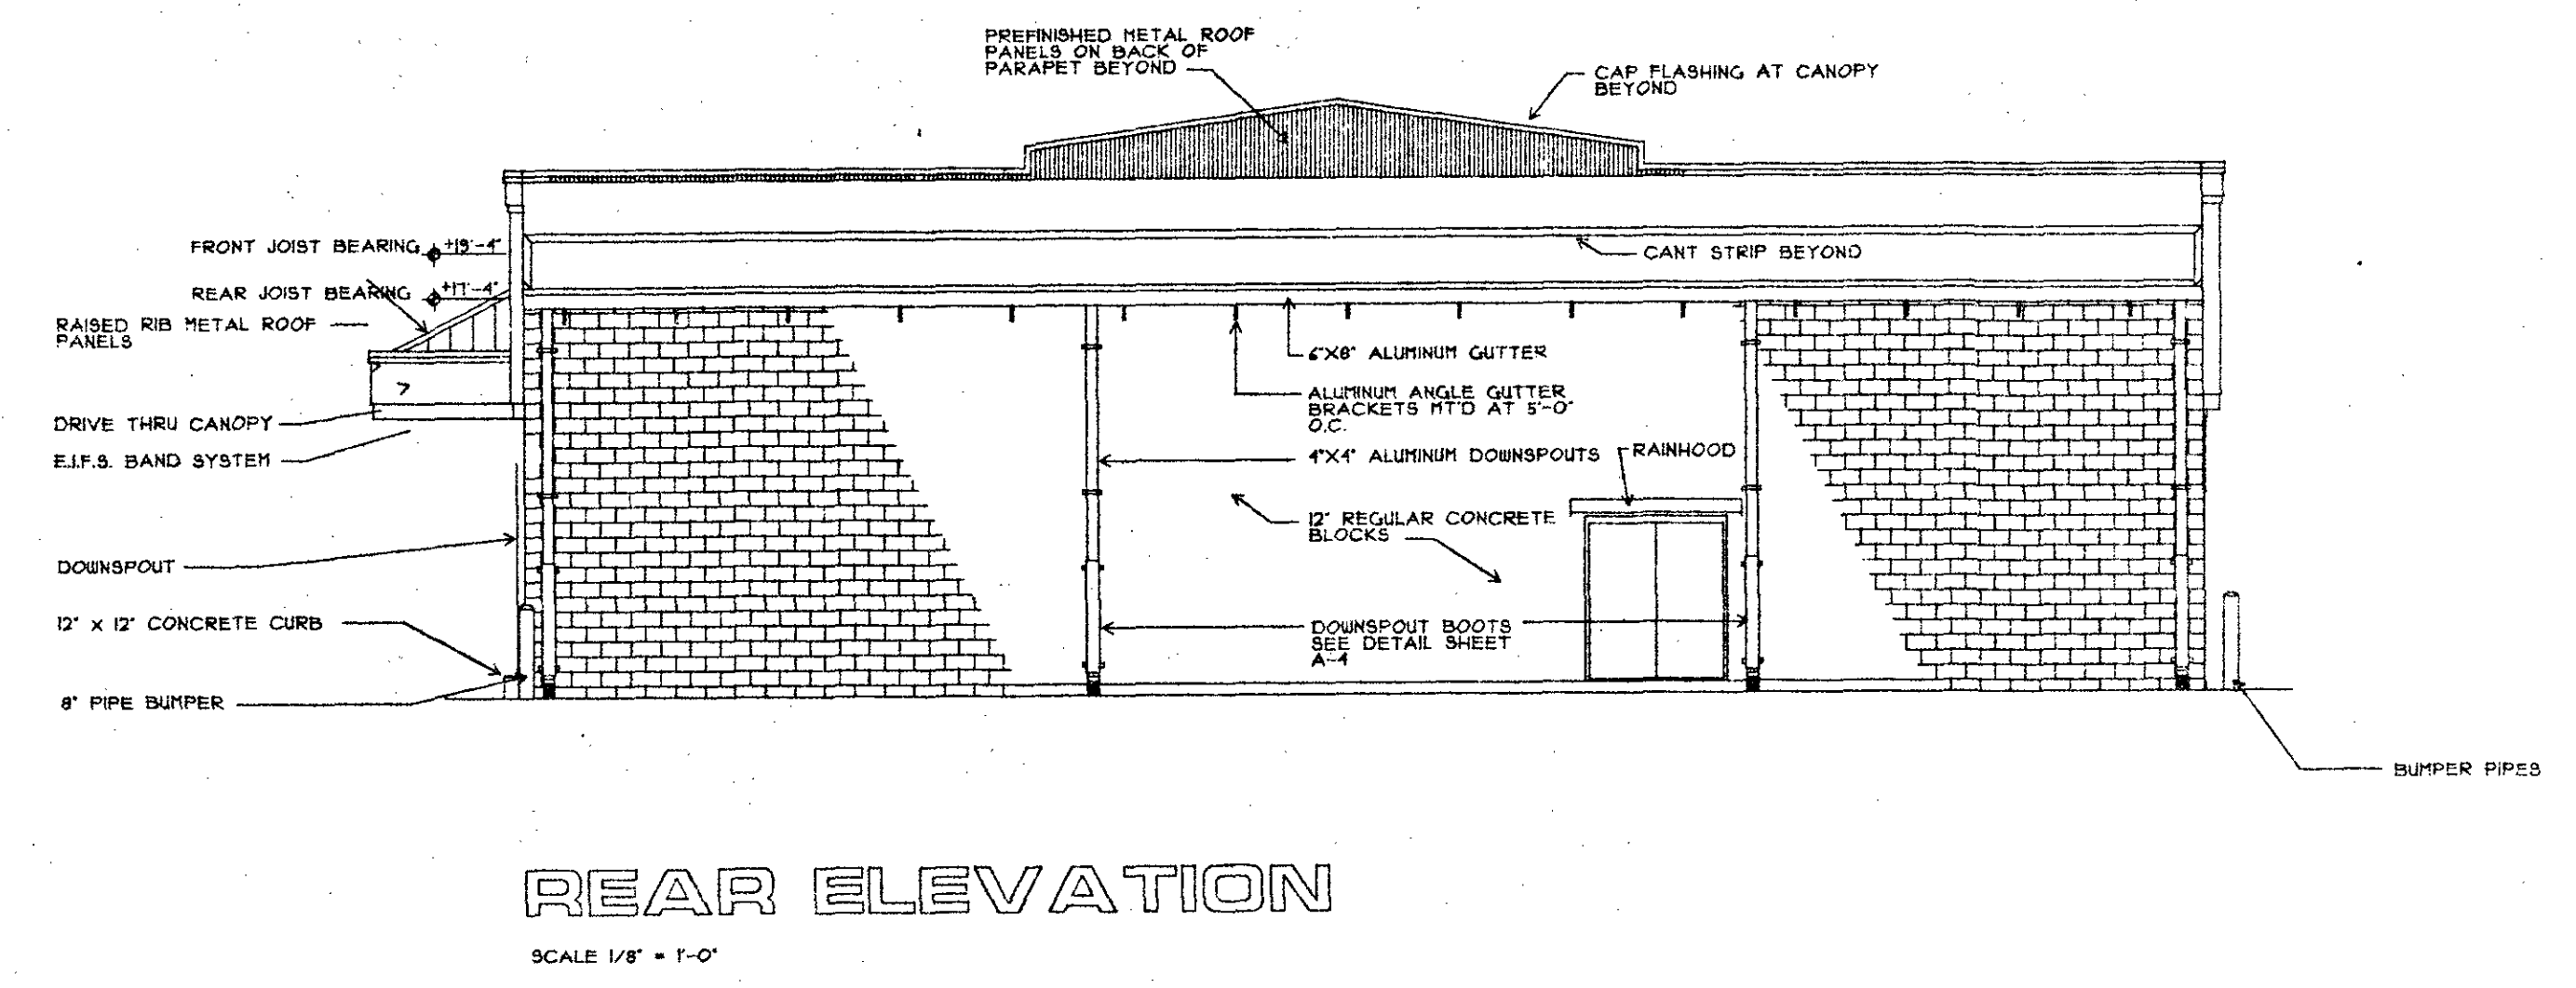 PREFINISHED METAL ROOF
PANELS ON BACK OF
PARAPET BEYOND
CAP FLASHING AT CANOPY
BEYOND
FRONT JOIST BEARING +19'-4"
CANT STRIP BEYOND
REAR JOIST BEARING +17'-4"
RAISED RIB METAL ROOF
PANELS
6"X8" ALUMINUM GUTTER
ALUMINUM ANGLE GUTTER
BRACKETS MT'D AT 5'-0"
O.C.
DRIVE THRU CANOPY
E.I.F.S. BAND SYSTEM
4"X4" ALUMINUM DOWNSPOUTS
RAINHOOD
12" REGULAR CONCRETE
BLOCKS
DOWNSPOUT
12" X 12" CONCRETE CURB
DOWNSPOUT BOOTS
SEE DETAIL SHEET
A-4
8" PIPE BUMPER
BUMPER PIPES
REAR ELEVATION
SCALE 1/8" = 1'-0"